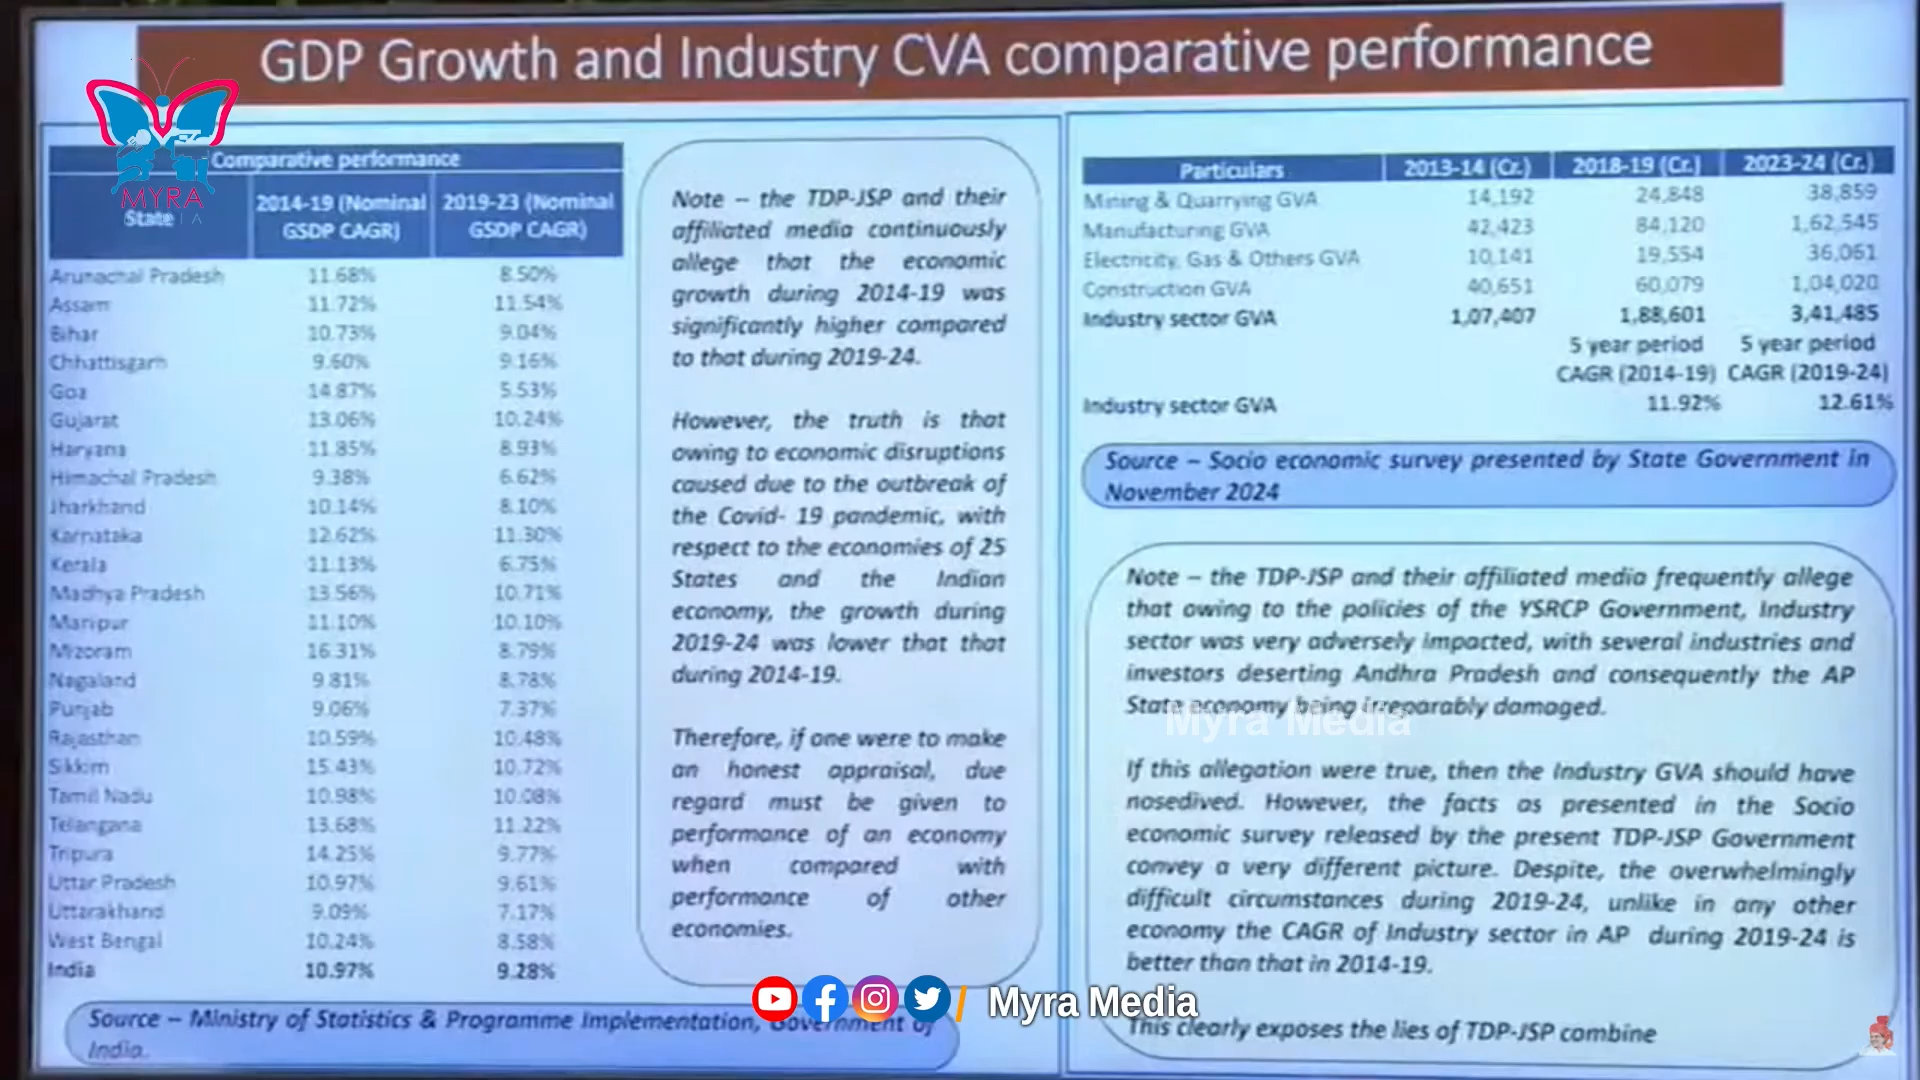 GDP Growth and Industry CVA comparative performance
MYRA
Comparative performance
State
2014-19 (Nominal GSDP CAGR)
2019-23 (Nominal GSDP CAGR)
Arunachal Pradesh 11.68% 8.50%
Assam 11.72% 11.54%
Bihar 10.73% 9.04%
Chhattisgarh 9.60% 9.16%
Goa 14.87% 5.53%
Gujarat 13.06% 10.24%
Haryana 11.85% 8.93%
Himachal Pradesh 9.38% 6.62%
Jharkhand 10.14% 8.10%
Karnataka 12.62% 11.30%
Kerala 11.13% 6.75%
Madhya Pradesh 13.56% 10.71%
Manipur 11.10% 10.10%
Mizoram 16.31% 8.79%
Nagaland 9.81% 8.78%
Punjab 9.06% 7.37%
Rajasthan 10.59% 10.48%
Sikkim 15.43% 10.72%
Tamil Nadu 10.98% 10.08%
Telangana 13.68% 11.22%
Tripura 14.25% 9.77%
Uttar Pradesh 10.97% 9.61%
Uttarakhand 9.09% 7.17%
West Bengal 10.24% 8.58%
India 10.97% 9.28%
Source – Ministry of Statistics & Programme Implementation, Government of
India.
Note – the TDP-JSP and their
affiliated media continuously
allege that the economic
growth during 2014-19 was
significantly higher compared
to that during 2019-24.
However, the truth is that
owing to economic disruptions
caused due to the outbreak of
the Covid- 19 pandemic, with
respect to the economies of 25
States and the Indian
economy, the growth during
2019-24 was lower that that
during 2014-19.
Therefore, if one were to make
an honest appraisal, due
regard must be given to
performance of an economy
when compared with
performance of other
economies.
Particulars 2013-14 (Cr.) 2018-19 (Cr.) 2023-24 (Cr.)
Mining & Quarrying GVA 14,192 24,848 38,859
Manufacturing GVA 42,423 84,120 1,62,545
Electricity, Gas & Others GVA 10,141 19,554 36,061
Construction GVA 40,651 60,079 1,04,020
Industry sector GVA 1,07,407 1,88,601 3,41,485
5 year period 5 year period
CAGR (2014-19) CAGR (2019-24)
Industry sector GVA 11.92% 12.61%
Source – Socio economic survey presented by State Government in
November 2024
Note – the TDP-JSP and their affiliated media frequently allege
that owing to the policies of the YSRCP Government, Industry
sector was very adversely impacted, with several industries and
investors deserting Andhra Pradesh and consequently the AP
State economy being irreparably damaged.
Myra Media
If this allegation were true, then the Industry GVA should have
nosedived. However, the facts as presented in the Socio
economic survey released by the present TDP-JSP Government
convey a very different picture. Despite, the overwhelmingly
difficult circumstances during 2019-24, unlike in any other
economy the CAGR of Industry sector in AP during 2019-24 is
better than that in 2014-19.
This clearly exposes the lies of TDP-JSP combine
/ Myra Media